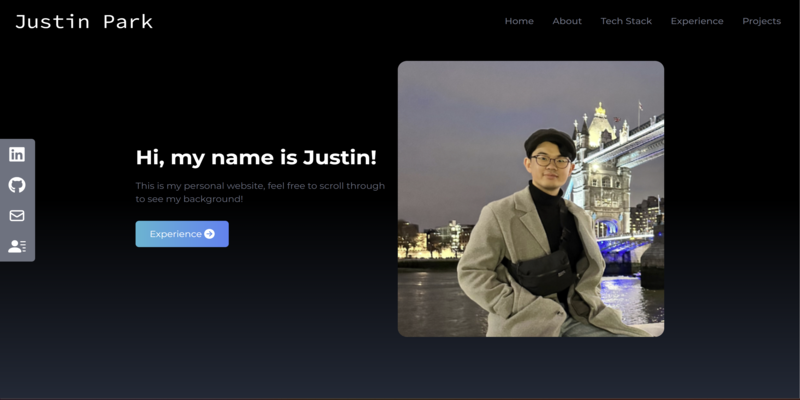 Justin Park
Home
About
Tech Stack
Experience
Projects
Hi, my name is Justin!
This is my personal website, feel free to scroll through
to see my background!
Experience
in